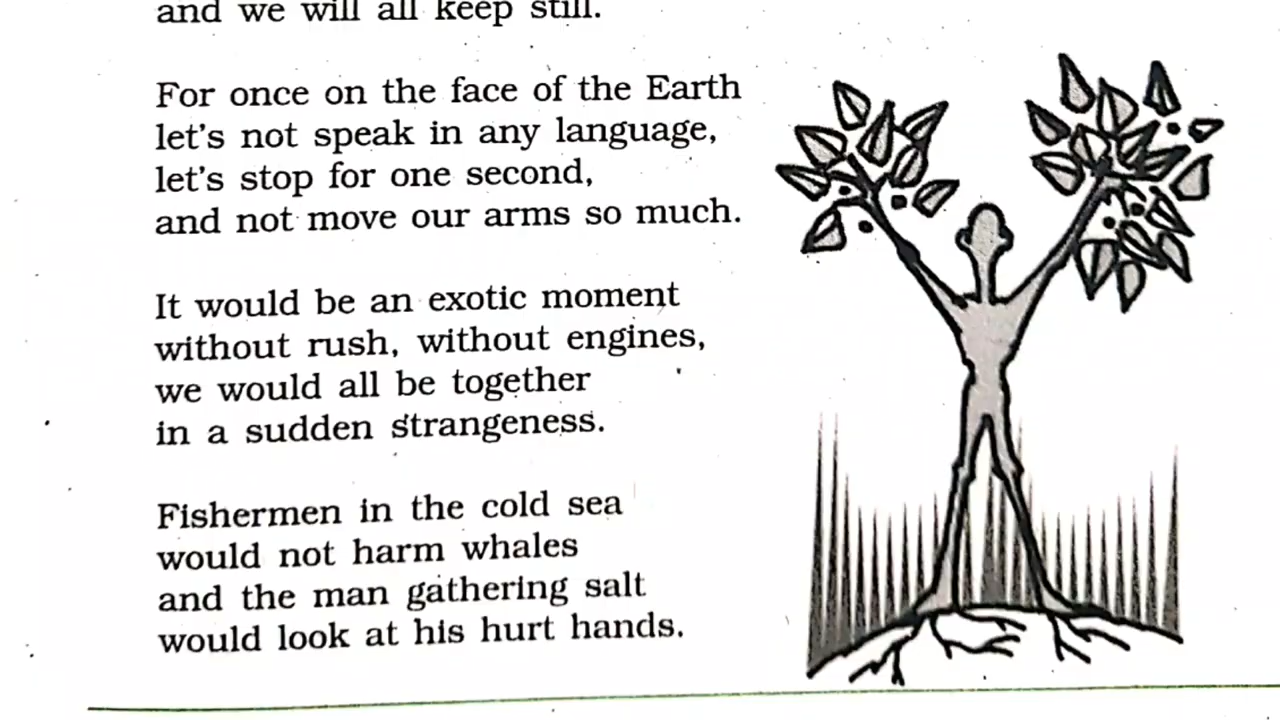 and we will all keep still.
For once on the face of the Earth
let's not speak in any language,
let's stop for one second,
and not move our arms so much.
It would be an exotic moment
without rush, without engines,
we would all be together
in a sudden strangeness.
Fishermen in the cold sea
would not harm whales
and the man gathering salt
would look at his hurt hands.